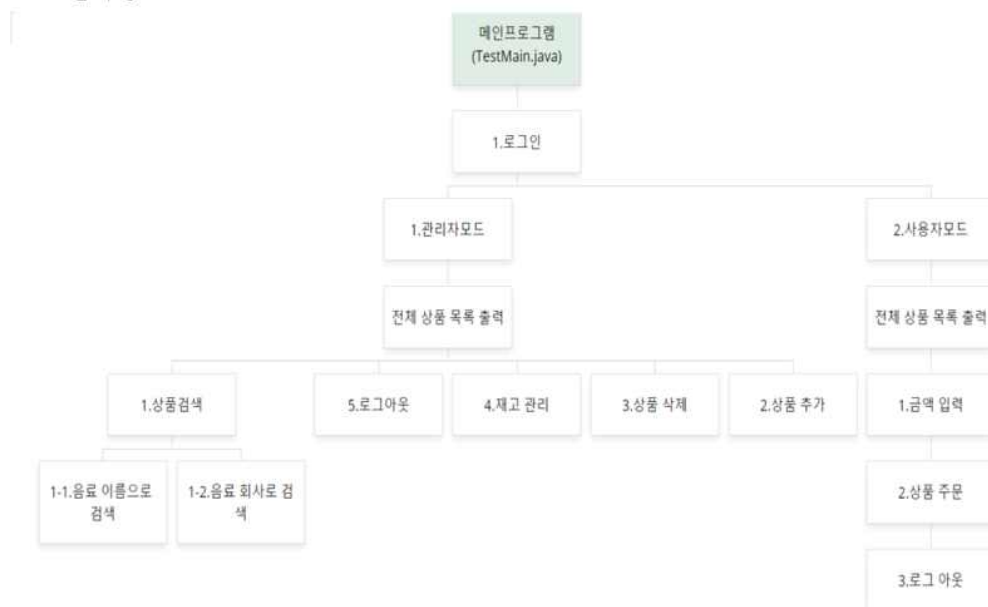 메인프로그램
(TestMain.java)
1.로그인
1.관리자모드
2.사용자모드
전체 상품 목록 출력
전체 상품 목록 출력
1.상품검색
5.로그아웃
4.재고 관리
3.상품 삭제
2.상품 추가
1.금액 입력
1-1.음료 이름으로
검색
1-2.음료 회사로 검
색
2.상품 주문
3.로그 아웃